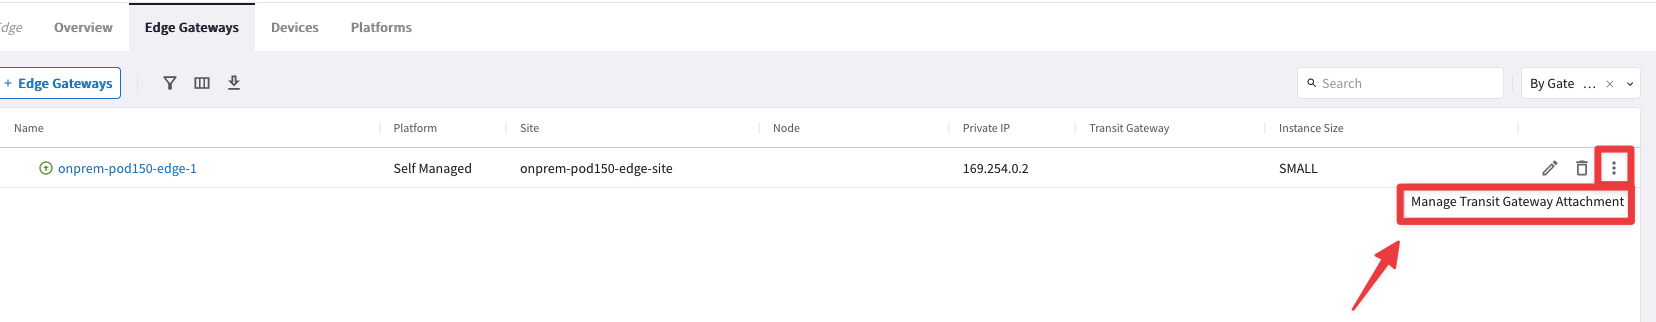 Edge Overview Edge Gateways Devices Platforms
+ Edge Gateways Search By Gate ...
Name Platform Site Node Private IP Transit Gateway Instance Size
onprem-pod150-edge-1 Self Managed onprem-pod150-edge-site 169.254.0.2 SMALL
Manage Transit Gateway Attachment